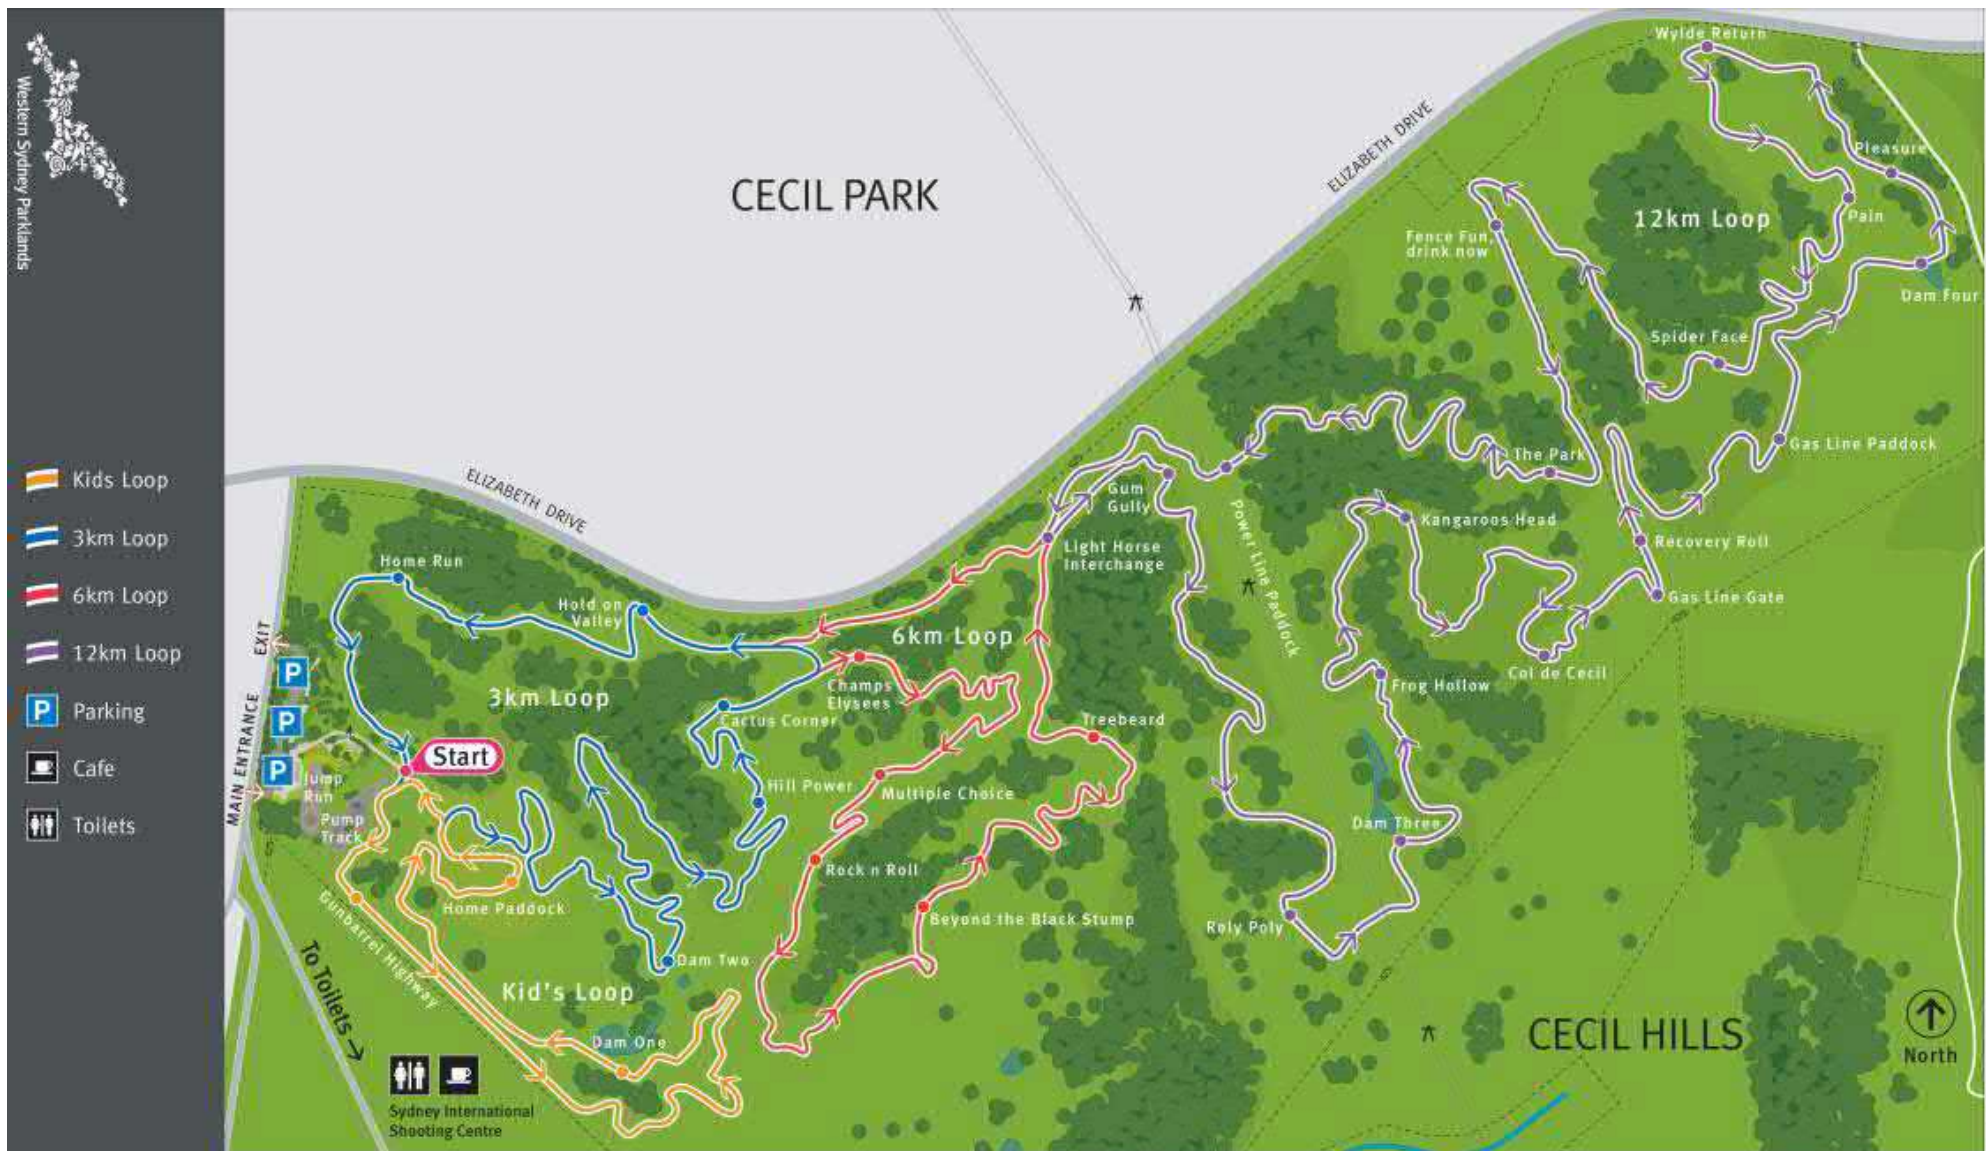 Western Sydney Parklands
Kids Loop
3km Loop
6km Loop
12km Loop
P
Parking
Cafe
Toilets
CECIL PARK
ELIZABETH DRIVE
ELIZABETH DRIVE
Wylde Return
Pleasure
12km Loop
Pain
Fence Fun,
drink now
Dam Four
Spider Face
Gas Line Paddock
The Park
Gum
Gully
Power Line Paddock
Kangaroos Head
Recovery Roll
Light Horse
Interchange
Home Run
Hold on
Valley
Gas Line Gate
6km Loop
EXIT
P
3km Loop
Champs
Elysees
Col de Cecil
Frog Hollow
Cactus Corner
Treebeard
MAIN ENTRANCE
P
Start
P
Jump
Run
Hill Power
Multiple Choice
Pump
Track
Dam Three
Rock n Roll
Gunbarrel Highway
Home Paddock
Beyond the Black Stump
Roly Poly
To Toilets
Dam Two
Kid's Loop
Dam One
CECIL HILLS
North
Sydney International
Shooting Centre